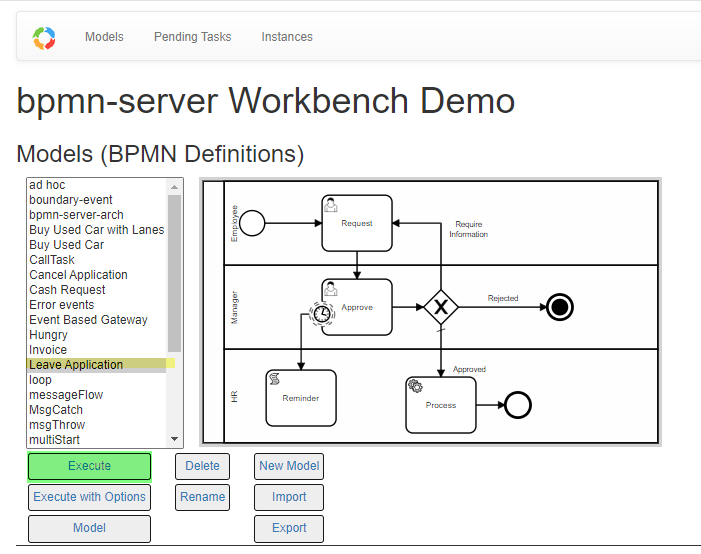 Models Pending Tasks Instances
bpmn-server Workbench Demo
Models (BPMN Definitions)
ad hoc
boundary-event
bpmn-server-arch
Buy Used Car with Lanes
Buy Used Car
CallTask
Cancel Application
Cash Request
Error events
Event Based Gateway
Hungry
Invoice
Leave Application
loop
messageFlow
MsgCatch
msgThrow
multiStart
Employee
Request
Require
Information
Manager
Approve
X
Rejected
HR
Reminder
Approved
Process
Execute Delete New Model
Execute with Options Rename Import
Model Export